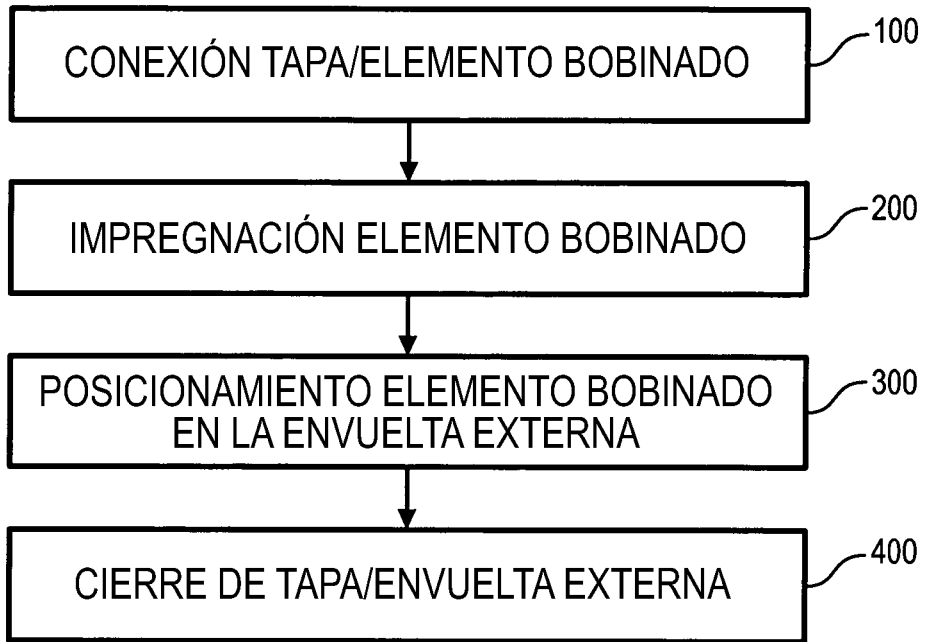 CONEXIÓN TAPA/ELEMENTO BOBINADO
100
IMPREGNACIÓN ELEMENTO BOBINADO
200
POSICIONAMIENTO ELEMENTO BOBINADO
EN LA ENVUELTA EXTERNA
300
CIERRE DE TAPA/ENVUELTA EXTERNA
400